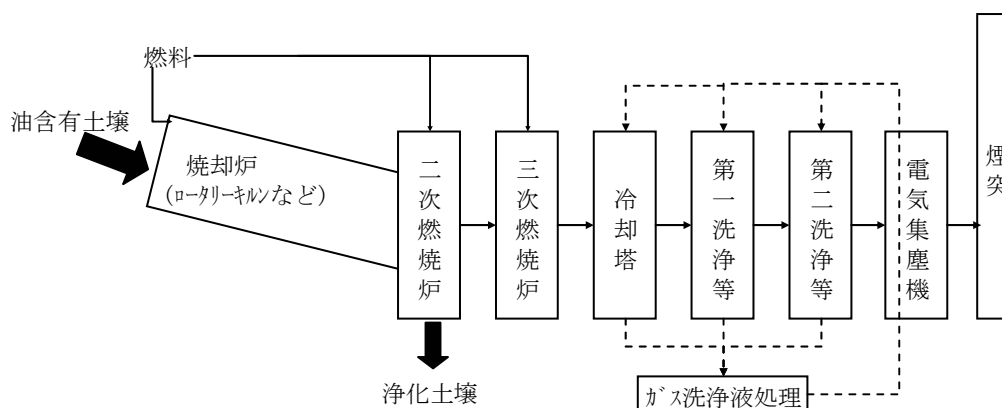 燃料
油含有土壌
焼却炉
(ﾛｰﾀﾘｰｷﾙﾝなど)
二次燃焼炉
三次燃焼炉
冷却塔
第一洗浄等
第二洗浄等
電気集塵機
煙突
浄化土壌
ｶﾞｽ洗浄液処理